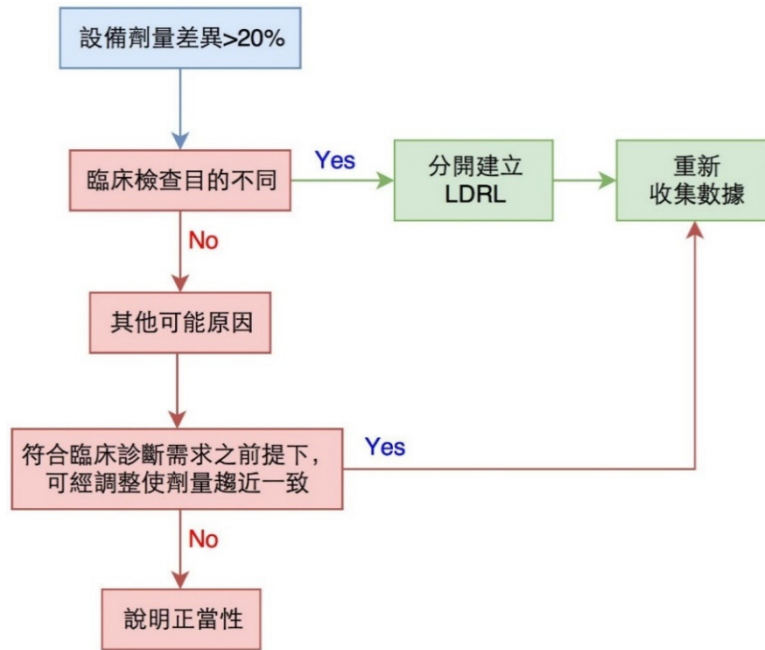 設備劑量差異>20%
臨床檢查目的不同
Yes
分開建立
LDRL
重新
收集數據
No
其他可能原因
符合臨床診斷需求之前提下,
可經調整使劑量趨近一致
Yes
No
說明正當性